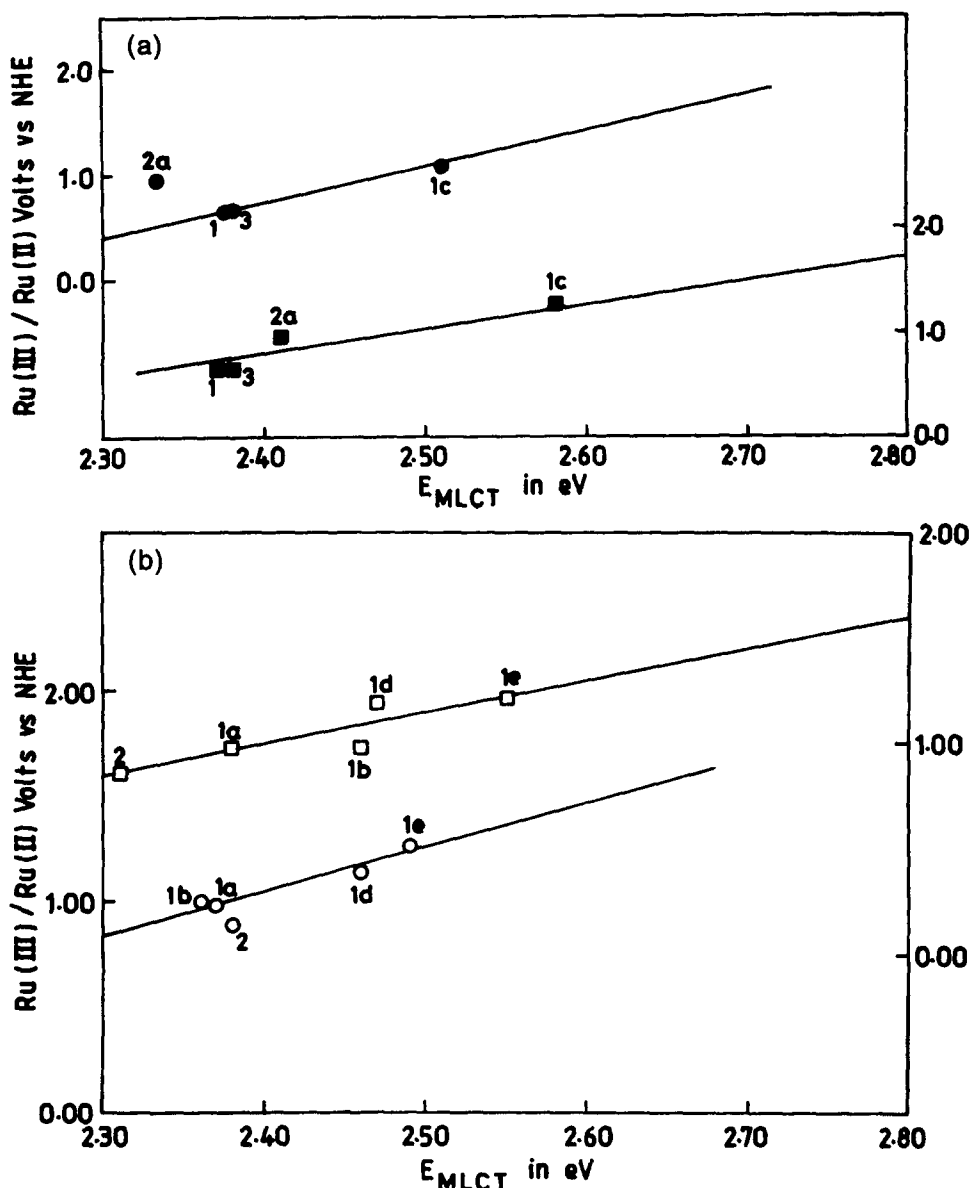 (a)
2.0
1.0
0.0
Ru(III)/Ru(II) Volts vs NHE
2a
1
3
1c
1
3
2a
1c
2.0
1.0
0.0
2.30
2.40
2.50
2.60
2.70
2.80
E MLCT in eV
(b)
2.00
1.00
0.00
Ru(III)/Ru(II) Volts vs NHE
2
1a
1d
1b
1e
1b
1a
2
1d
1e
2.00
1.00
0.00
2.30
2.40
2.50
2.60
2.70
2.80
E MLCT in eV